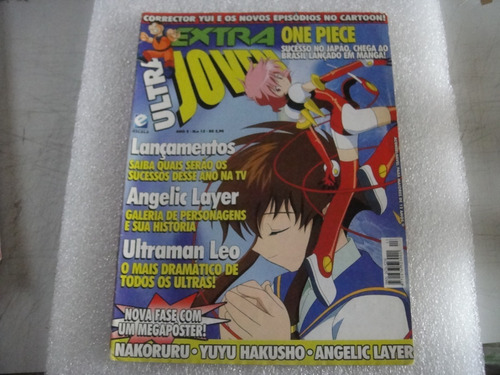 CORRECTOR YUI E OS NOVOS EPISÓDIOS NO CARTOON!
ULTRA
EXTRA
JOVEM
ONE PIECE
SUCESSO NO JAPÃO, CHEGA AO
BRASIL LANÇADO EM MANGA!
ESCALA
Lançamentos
SAIBA QUAIS SERÃO OS
SUCESSOS DESSE ANO NA TV
Angelic Layer
GALERIA DE PERSONAGENS
E SUA HISTÓRIA
Ultraman Leo
O MAIS DRAMÁTICO DE
TODOS OS ULTRAS!
NOVA FASE COM
UM MEGAPOSTER!
NAKORURU • YUYU HAKUSHO • ANGELIC LAYER